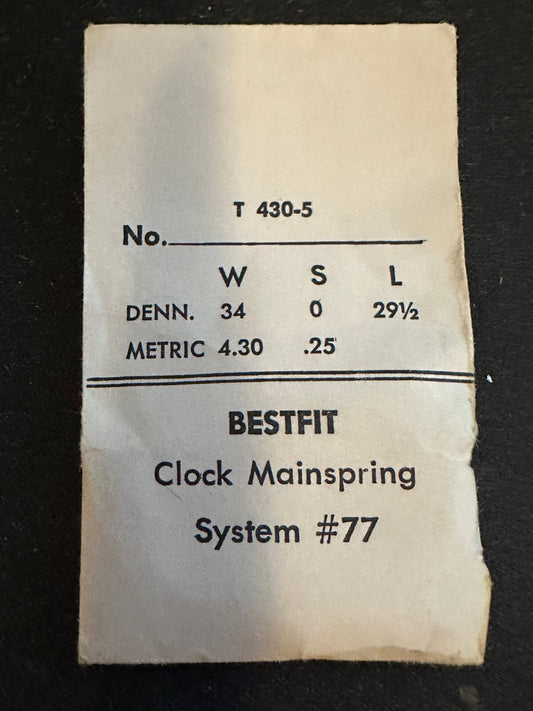 T 430-5
No.
W S L
DENN. 34 0 29½
METRIC 4.30 .25
BESTFIT
Clock Mainspring
System #77